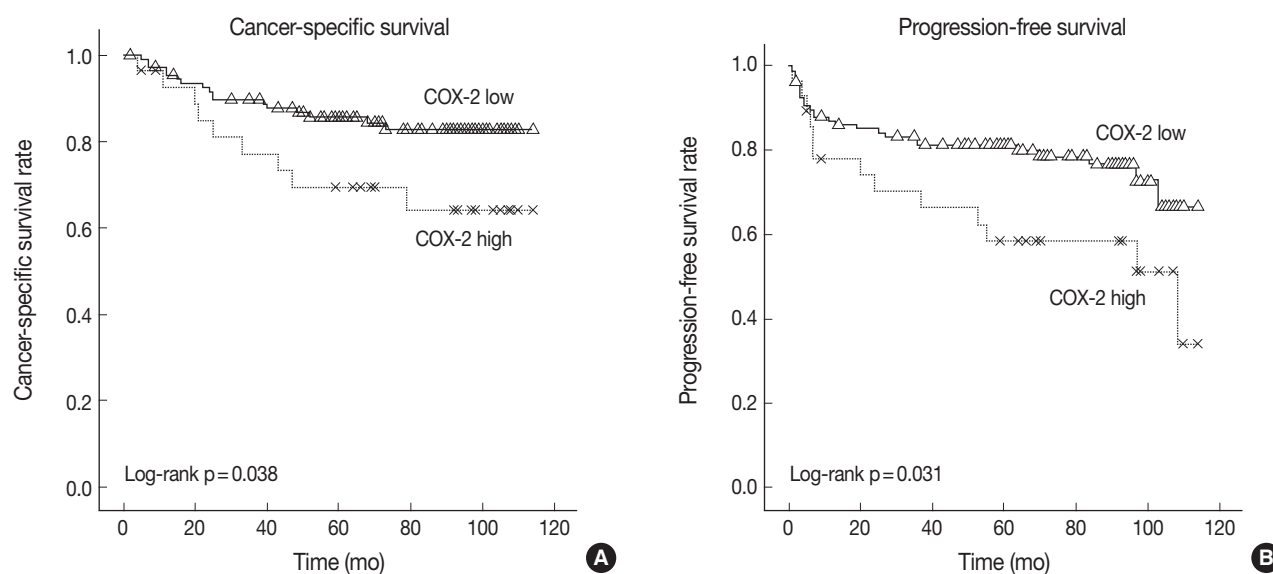 Cancer-specific survival
Cancer-specific survival rate
1.0
0.8
0.6
0.4
0.2
0.0
COX-2 low
COX-2 high
Log-rank p=0.038
0 20 40 60 80 100 120
Time (mo)
A
Progression-free survival
Progression-free survival rate
1.0
0.8
0.6
0.4
0.2
0.0
COX-2 low
COX-2 high
Log-rank p=0.031
0 20 40 60 80 100 120
Time (mo)
B